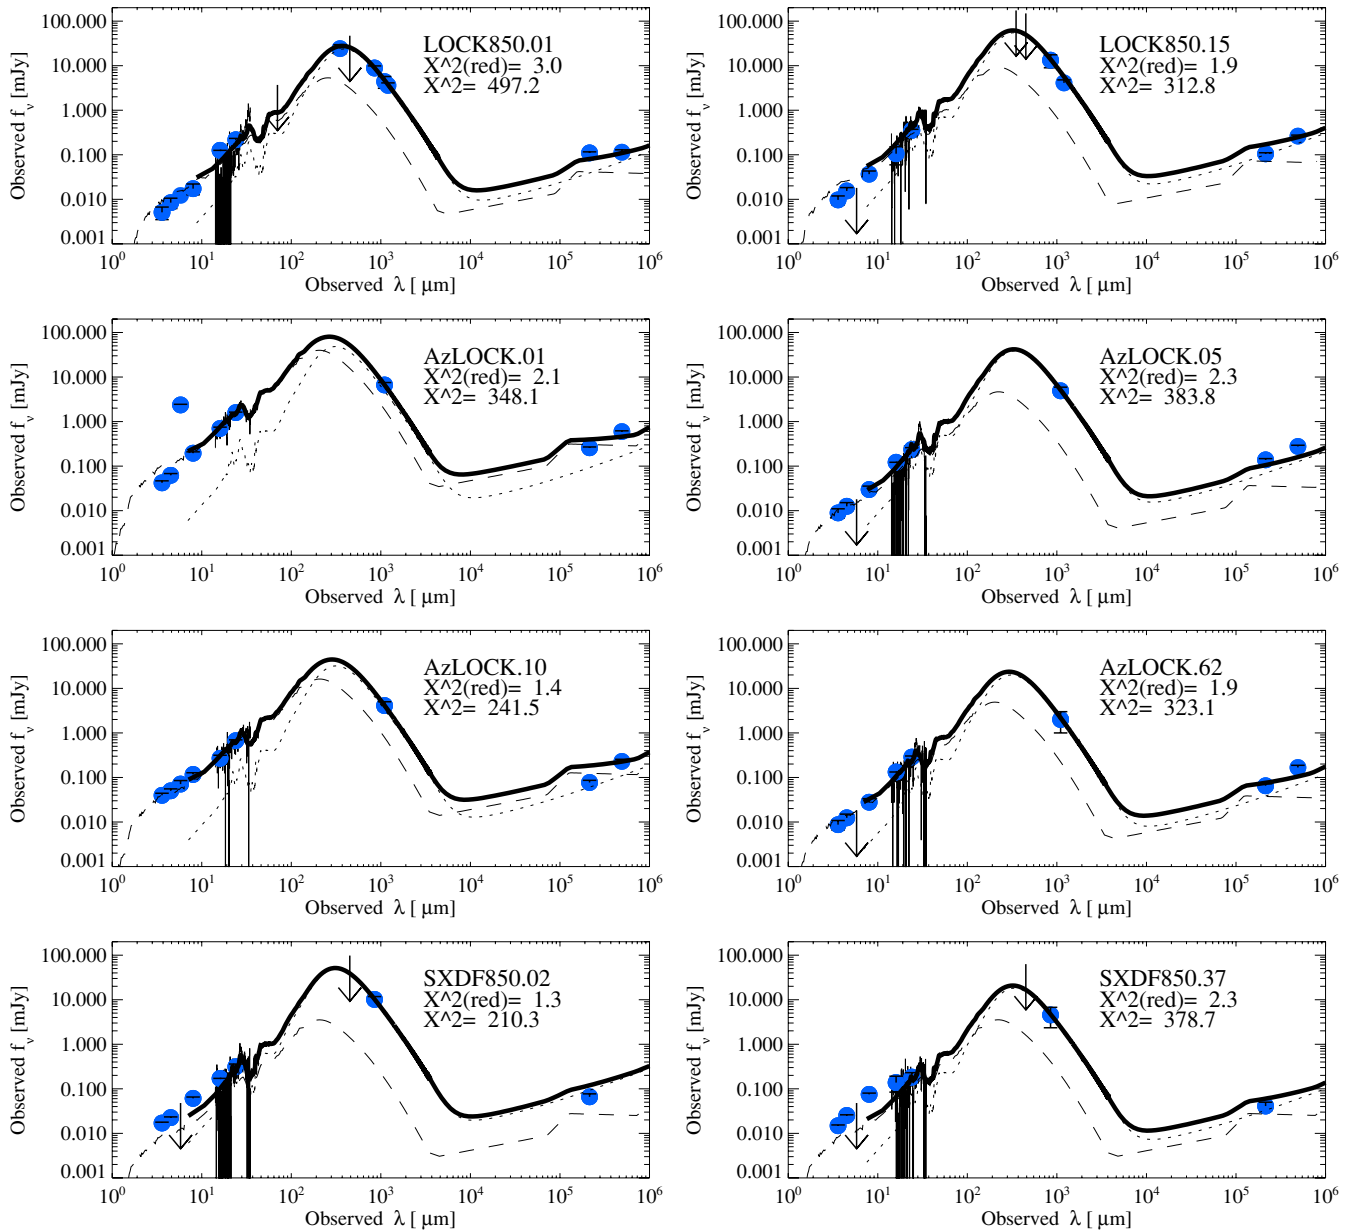 LOCK850.01
X^2(red)= 3.0
X^2= 497.2
100.000
10.000
1.000
0.100
0.010
0.001
Observed f_ν [mJy]
10^0 10^1 10^2 10^3 10^4 10^5 10^6
Observed λ [ μm]
LOCK850.15
X^2(red)= 1.9
X^2= 312.8
100.000
10.000
1.000
0.100
0.010
0.001
Observed f_ν [mJy]
10^0 10^1 10^2 10^3 10^4 10^5 10^6
Observed λ [ μm]
AzLOCK.01
X^2(red)= 2.1
X^2= 348.1
100.000
10.000
1.000
0.100
0.010
0.001
Observed f_ν [mJy]
10^0 10^1 10^2 10^3 10^4 10^5 10^6
Observed λ [ μm]
AzLOCK.05
X^2(red)= 2.3
X^2= 383.8
100.000
10.000
1.000
0.100
0.010
0.001
Observed f_ν [mJy]
10^0 10^1 10^2 10^3 10^4 10^5 10^6
Observed λ [ μm]
AzLOCK.10
X^2(red)= 1.4
X^2= 241.5
100.000
10.000
1.000
0.100
0.010
0.001
Observed f_ν [mJy]
10^0 10^1 10^2 10^3 10^4 10^5 10^6
Observed λ [ μm]
AzLOCK.62
X^2(red)= 1.9
X^2= 323.1
100.000
10.000
1.000
0.100
0.010
0.001
Observed f_ν [mJy]
10^0 10^1 10^2 10^3 10^4 10^5 10^6
Observed λ [ μm]
SXDF850.02
X^2(red)= 1.3
X^2= 210.3
100.000
10.000
1.000
0.100
0.010
0.001
Observed f_ν [mJy]
10^0 10^1 10^2 10^3 10^4 10^5 10^6
Observed λ [ μm]
SXDF850.37
X^2(red)= 2.3
X^2= 378.7
100.000
10.000
1.000
0.100
0.010
0.001
Observed f_ν [mJy]
10^0 10^1 10^2 10^3 10^4 10^5 10^6
Observed λ [ μm]